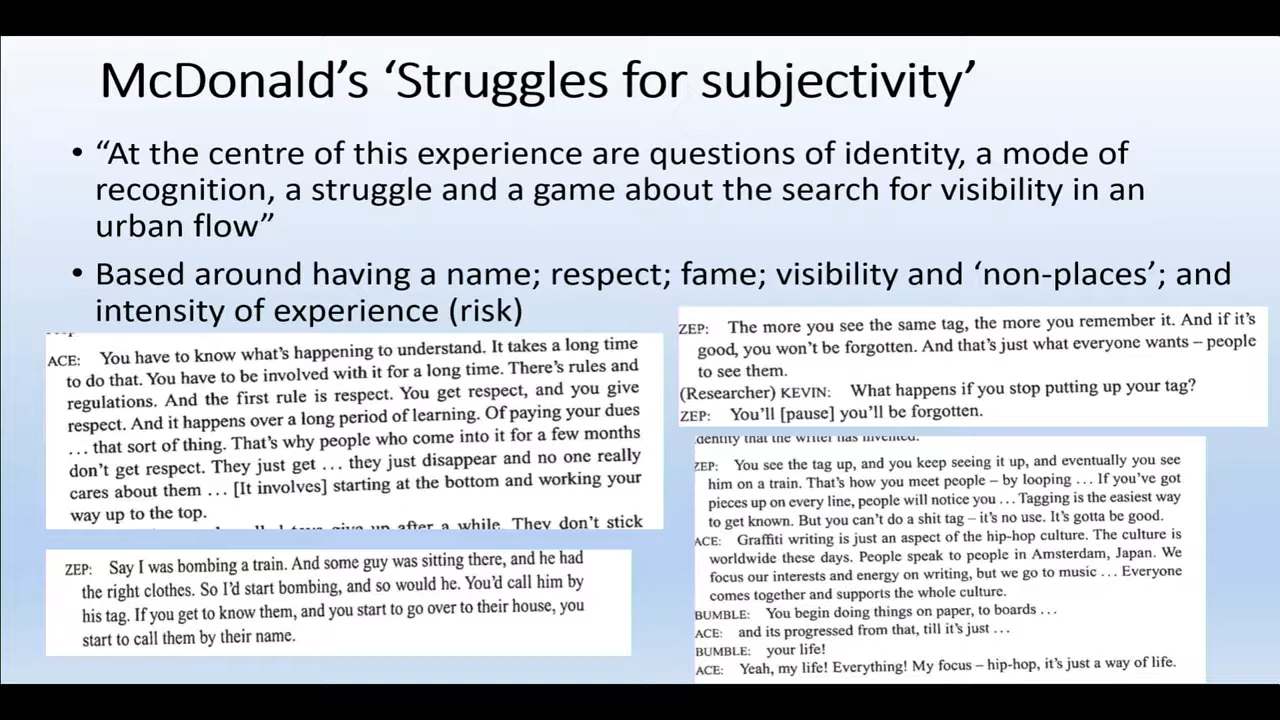 McDonald's ‘Struggles for subjectivity’
• “At the centre of this experience are questions of identity, a mode of
recognition, a struggle and a game about the search for visibility in an
urban flow”
• Based around having a name; respect; fame; visibility and ‘non-places’; and
intensity of experience (risk)
ACE: You have to know what's happening to understand. It takes a long time
to do that. You have to be involved with it for a long time. There's rules and
regulations. And the first rule is respect. You get respect, and you give
respect. And it happens over a long period of learning. Of paying your dues
... that sort of thing. That's why people who come into it for a few months
don't get respect. They just get ... they just disappear and no one really
cares about them ... [It involves] starting at the bottom and working your
way up to the top.
give up after a while. They don't stick
ZEP: Say I was bombing a train. And some guy was sitting there, and he had
the right clothes. So I'd start bombing, and so would he. You'd call him by
his tag. If you get to know them, and you start to go over to their house, you
start to call them by their name.
ZEP: The more you see the same tag, the more you remember it. And if it's
good, you won't be forgotten. And that's just what everyone wants – people
to see them.
(Researcher) KEVIN: What happens if you stop putting up your tag?
ZEP: You'll [pause] you'll be forgotten.
identity that the writer has invented.
ZEP: You see the tag up, and you keep seeing it up, and eventually you see
him on a train. That's how you meet people – by looping ... If you've got
pieces up on every line, people will notice you ... Tagging is the easiest way
to get known. But you can't do a shit tag – it's no use. It's gotta be good.
ACE: Graffiti writing is just an aspect of the hip-hop culture. The culture is
worldwide these days. People speak to people in Amsterdam, Japan. We
focus our interests and energy on writing, but we go to music ... Everyone
comes together and supports the whole culture.
BUMBLE: You begin doing things on paper, to boards ...
ACE: and its progressed from that, till it's just ...
BUMBLE: your life!
ACE: Yeah, my life! Everything! My focus – hip-hop, it's just a way of life.